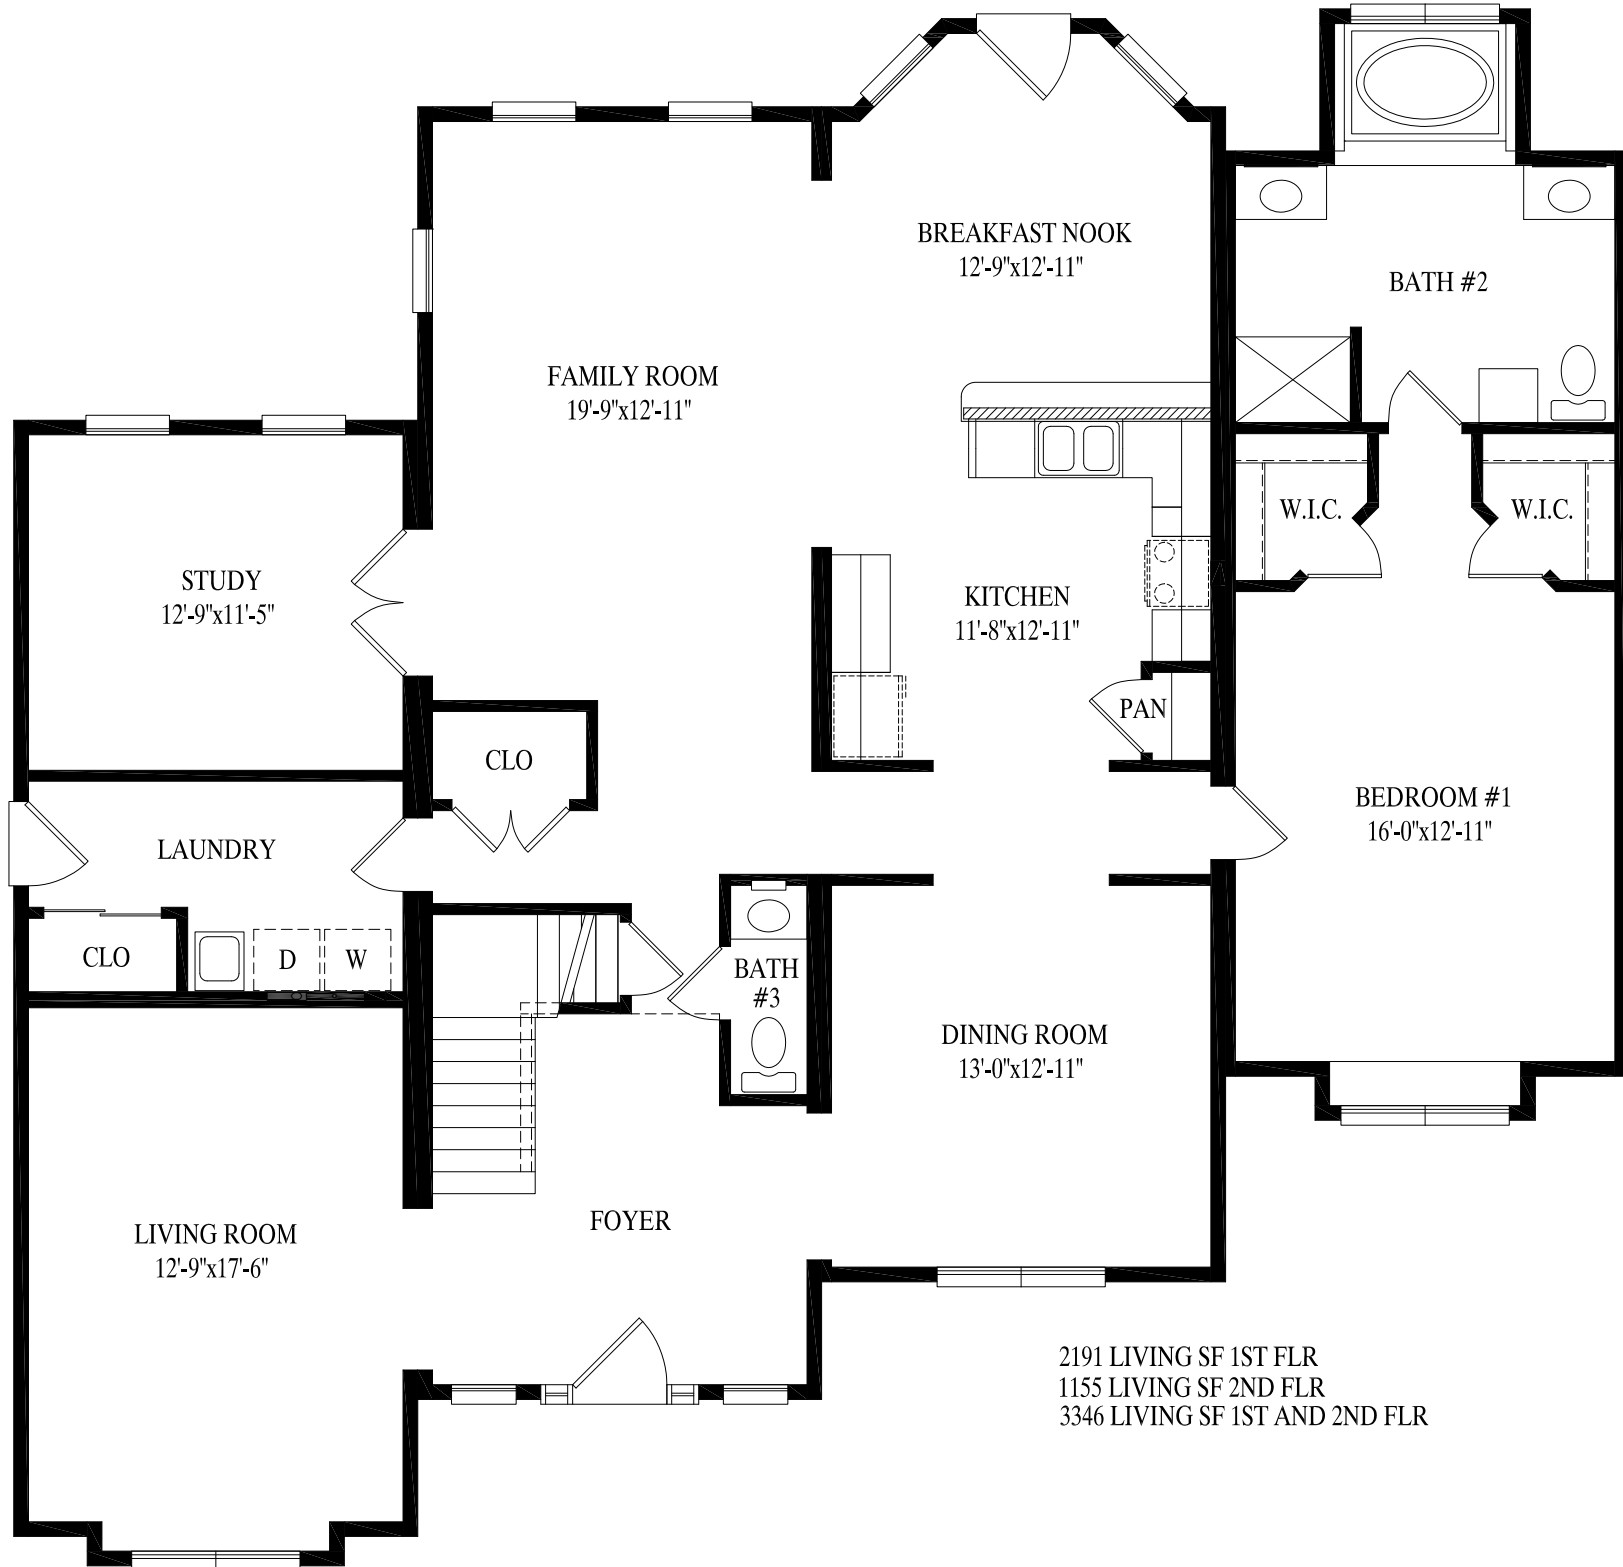 BREAKFAST NOOK
12'-9"x12'-11"
BATH #2
FAMILY ROOM
19'-9"x12'-11"
W.I.C.
W.I.C.
STUDY
12'-9"x11'-5"
KITCHEN
11'-8"x12'-11"
PAN
CLO
BEDROOM #1
16'-0"x12'-11"
LAUNDRY
CLO
D
W
BATH
#3
DINING ROOM
13'-0"x12'-11"
FOYER
LIVING ROOM
12'-9"x17'-6"
2191 LIVING SF 1ST FLR
1155 LIVING SF 2ND FLR
3346 LIVING SF 1ST AND 2ND FLR